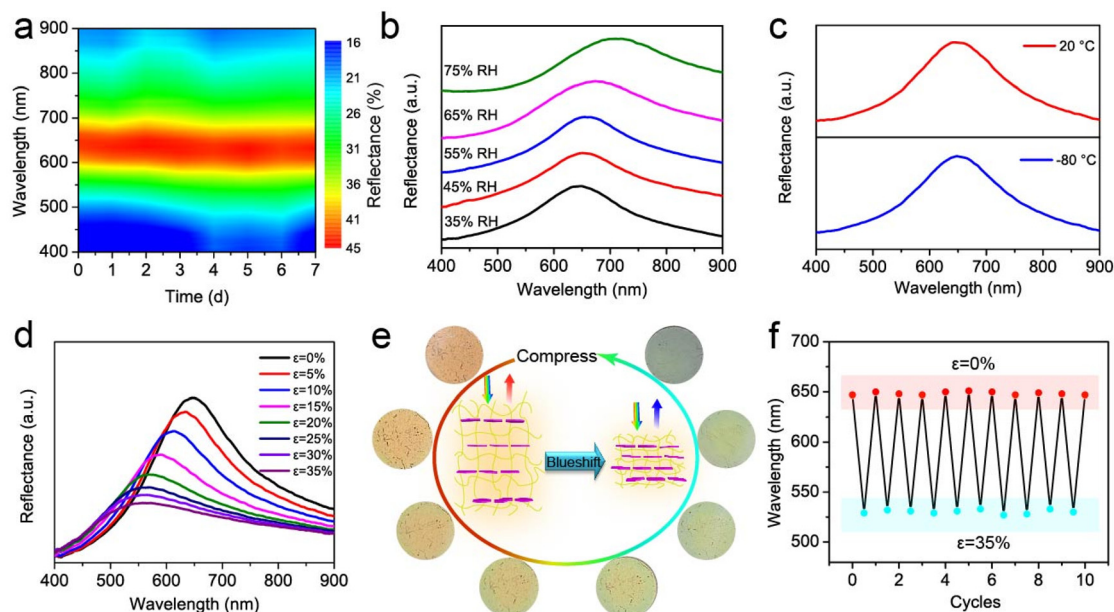 a
900
800
700
600
500
400
Wavelength (nm)
0 1 2 3 4 5 6 7
Time (d)
16
21
26
30
35
40
45
Reflectance (%)
b
75% RH
65% RH
55% RH
45% RH
35% RH
Reflectance (a.u.)
400 500 600 700 800 900
Wavelength (nm)
c
20 °C
-80 °C
Reflectance (a.u.)
400 500 600 700 800 900
Wavelength (nm)
d
ε=0%
ε=5%
ε=10%
ε=15%
ε=20%
ε=25%
ε=30%
ε=35%
Reflectance (a.u.)
400 500 600 700 800 900
Wavelength (nm)
e
Compress
Blueshift
f
700
650
600
550
500
Wavelength (nm)
ε=0%
ε=35%
0 2 4 6 8 10
Cycles